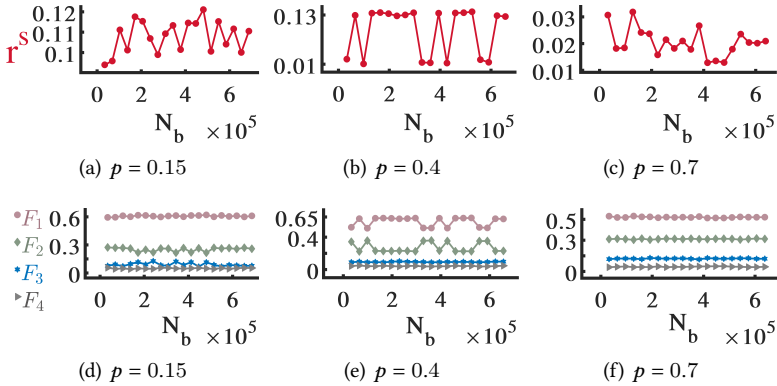 r^s
0.12
0.11
0.1
0 2 4 6
N_b ×10^5
(a) p = 0.15
0.13
0.01
0 2 4 6
N_b ×10^5
(b) p = 0.4
0.03
0.02
0.01
0 2 4 6
N_b ×10^5
(c) p = 0.7
F_1
F_2
F_3
F_4
0.6
0.3
0
0 2 4 6
N_b ×10^5
(d) p = 0.15
0.65
0.4
0
0 2 4 6
N_b ×10^5
(e) p = 0.4
0.5
0.3
0
0 2 4 6
N_b ×10^5
(f) p = 0.7